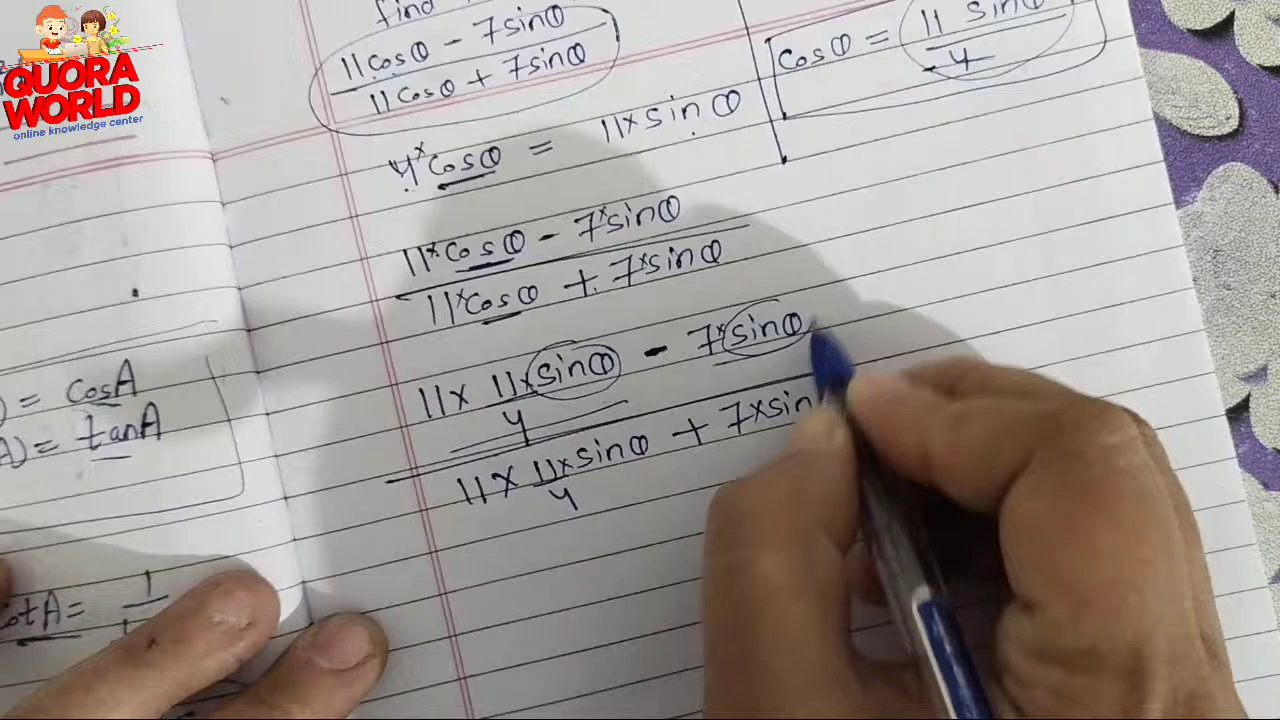 QUORA
WORLD
online knowledge center
find
11cosθ - 7sinθ
11cosθ + 7sinθ
cosθ = 11 sinθ
4
4×cosθ = 11×sinθ
11×cosθ - 7×sinθ
11×cosθ + 7×sinθ
11× 11×sinθ - 7×sinθ
4
11× 11×sinθ + 7×sin
4
= cosA
A) = tanA
cotA = 1